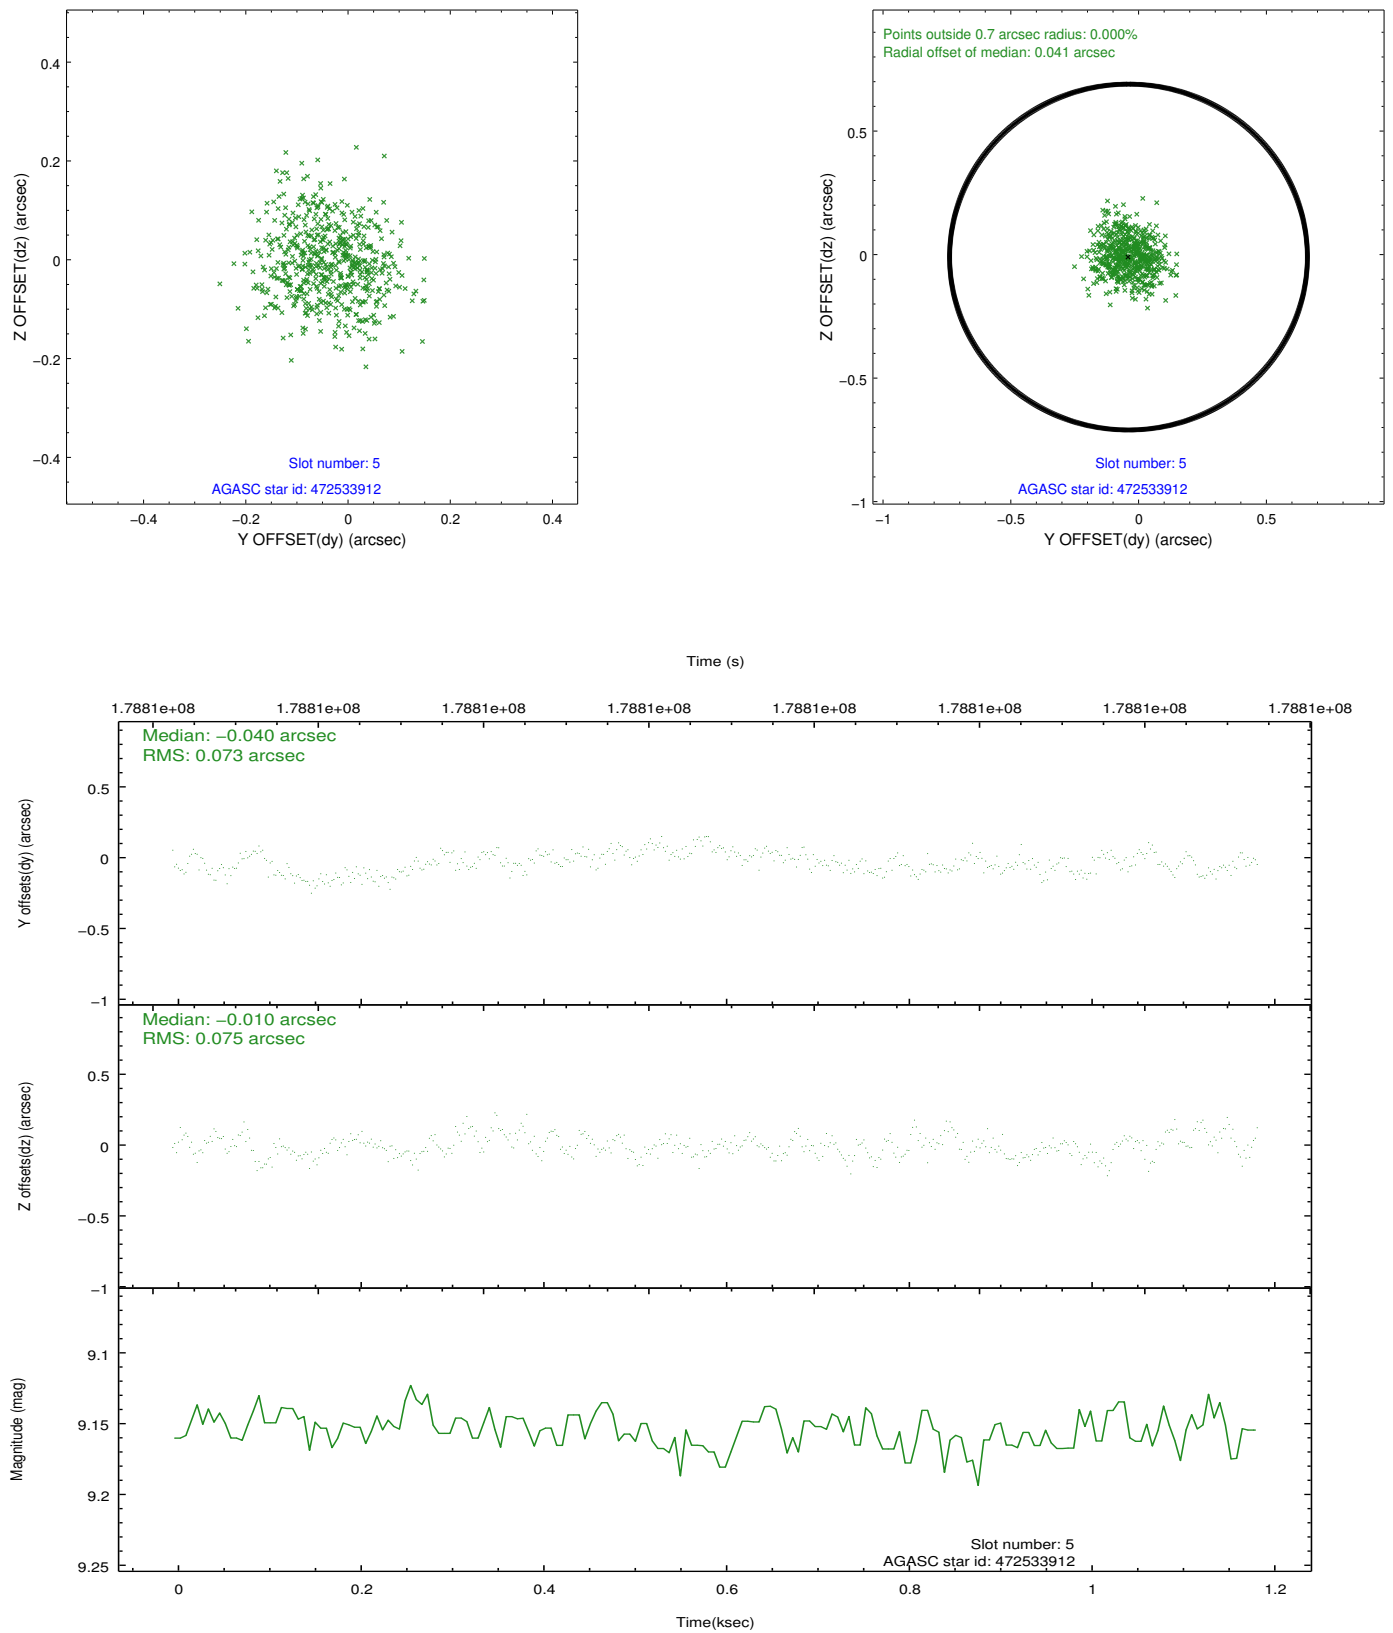 0.4
0.2
0
−0.2
−0.4
Z OFFSET(dz) (arcsec)
Slot number: 5
AGASC star id: 472533912
−0.4 −0.2 0 0.2 0.4
Y OFFSET(dy) (arcsec)
Points outside 0.7 arcsec radius: 0.000%
Radial offset of median: 0.041 arcsec
0.5
0
−0.5
−1
Z OFFSET(dz) (arcsec)
Slot number: 5
AGASC star id: 472533912
−1 −0.5 0 0.5
Y OFFSET(dy) (arcsec)
Time (s)
1.7881e+08 1.7881e+08 1.7881e+08 1.7881e+08 1.7881e+08 1.7881e+08 1.7881e+08 1.7881e+08
Median: −0.040 arcsec
RMS: 0.073 arcsec
0.5
0
−0.5
−1
Y offsets(dy) (arcsec)
Median: −0.010 arcsec
RMS: 0.075 arcsec
0.5
0
−0.5
−1
Z offsets(dz) (arcsec)
9.1
9.15
9.2
9.25
Magnitude (mag)
Slot number: 5
AGASC star id: 472533912
0 0.2 0.4 0.6 0.8 1 1.2
Time(ksec)